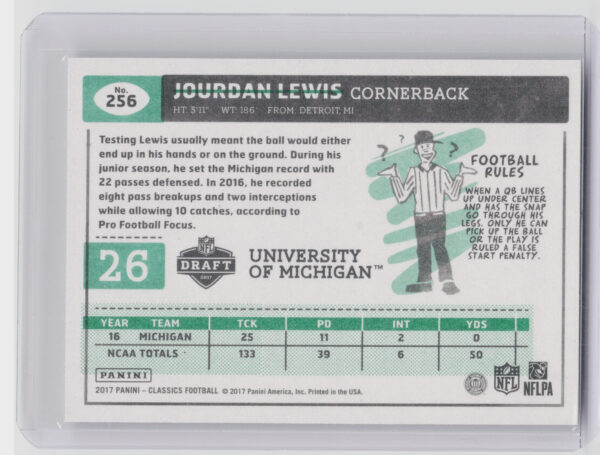 No.
256
JOURDAN LEWIS CORNERBACK
HT: 5'11" WT: 186 FROM: DETROIT, MI
Testing Lewis usually meant the ball would either
end up in his hands or on the ground. During his
junior season, he set the Michigan record with
22 passes defensed. In 2016, he recorded
eight pass breakups and two interceptions
while allowing 10 catches, according to
Pro Football Focus.
? ? ?
FOOTBALL
RULES
WHEN A QB LINES
UP UNDER CENTER
AND HAS THE SNAP
GO THROUGH HIS
LEGS, ONLY HE CAN
PICK UP THE BALL
OR THE PLAY IS
RULED A FALSE
START PENALTY.
26
NFL
DRAFT
2017
UNIVERSITY
OF MICHIGAN™
YEAR TEAM TCK PD INT YDS
16 MICHIGAN 25 11 2 0
NCAA TOTALS 133 39 6 50
PANINI
2017 PANINI – CLASSICS FOOTBALL © 2017 Panini America, Inc. Printed in the USA.
NFL
NFLPA